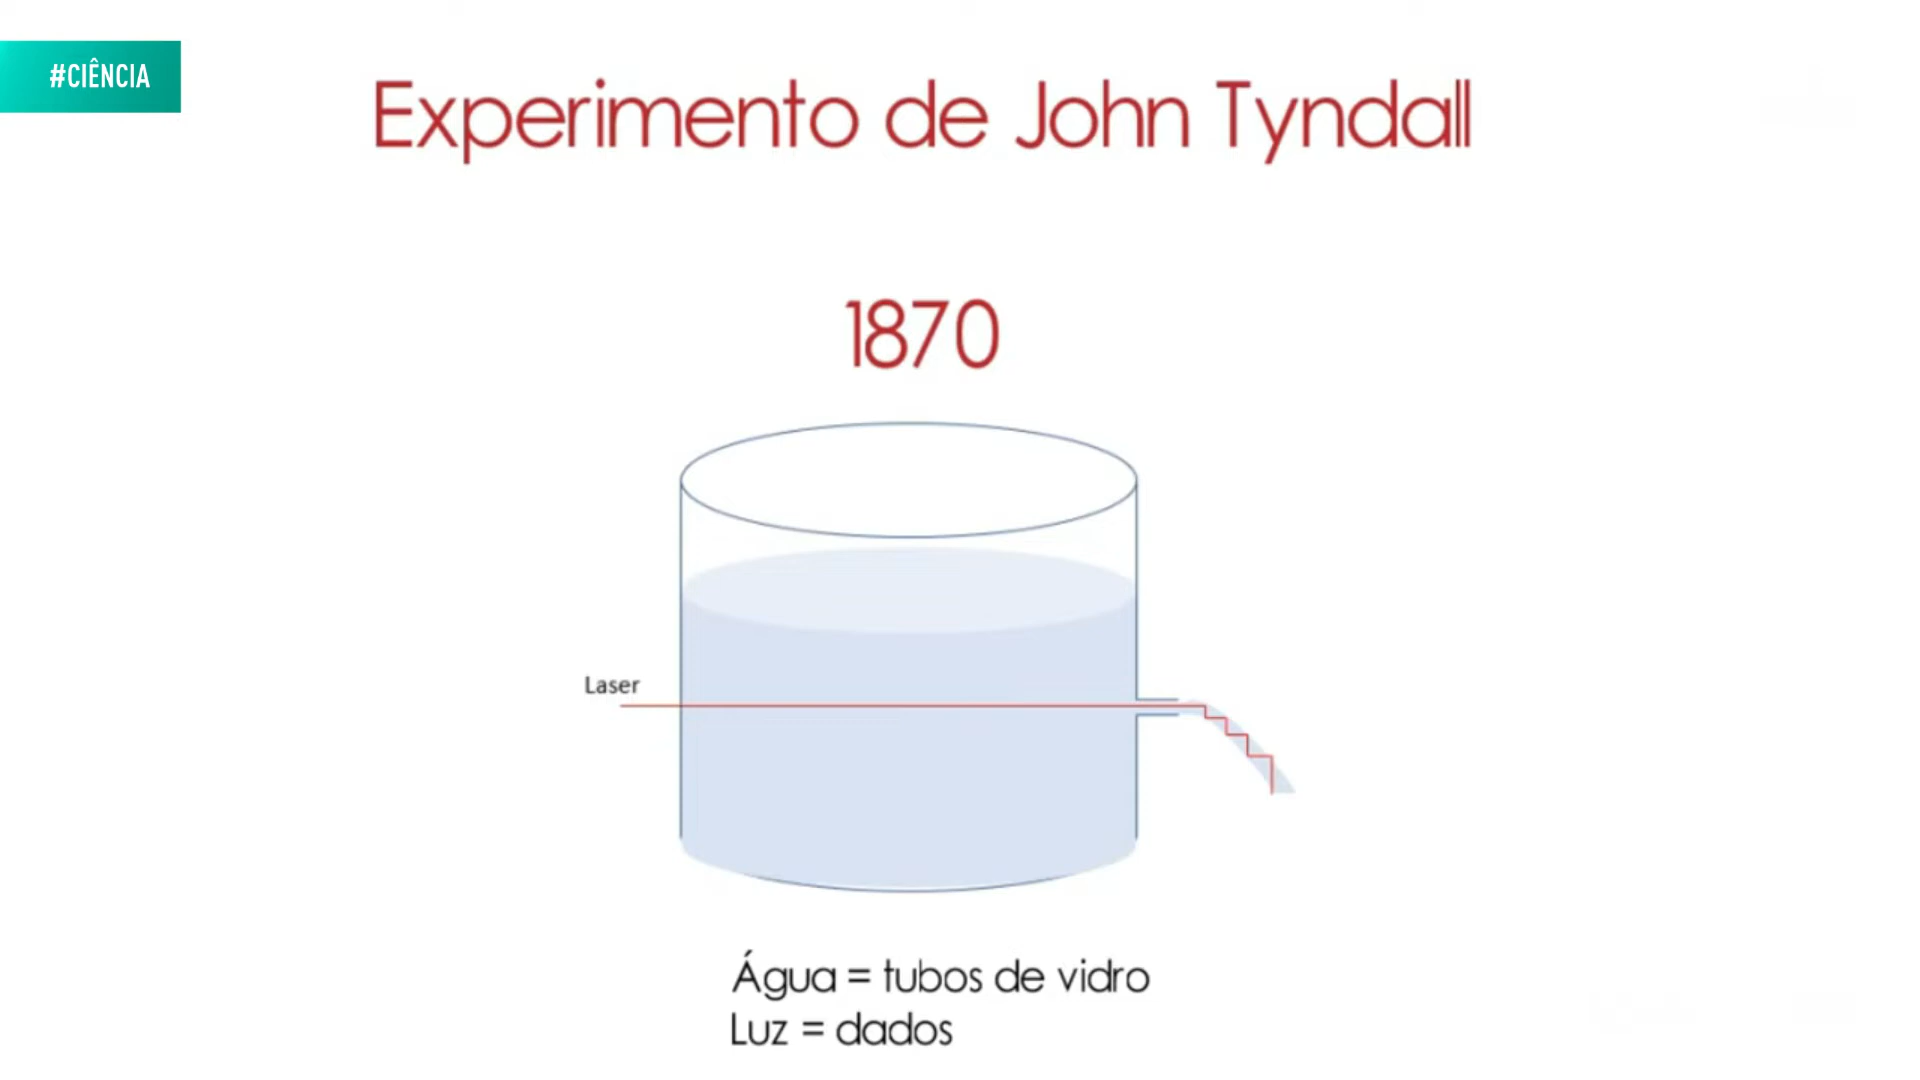 #CIÊNCIA
Experimento de John Tyndall
1870
Laser
Água = tubos de vidro
Luz = dados